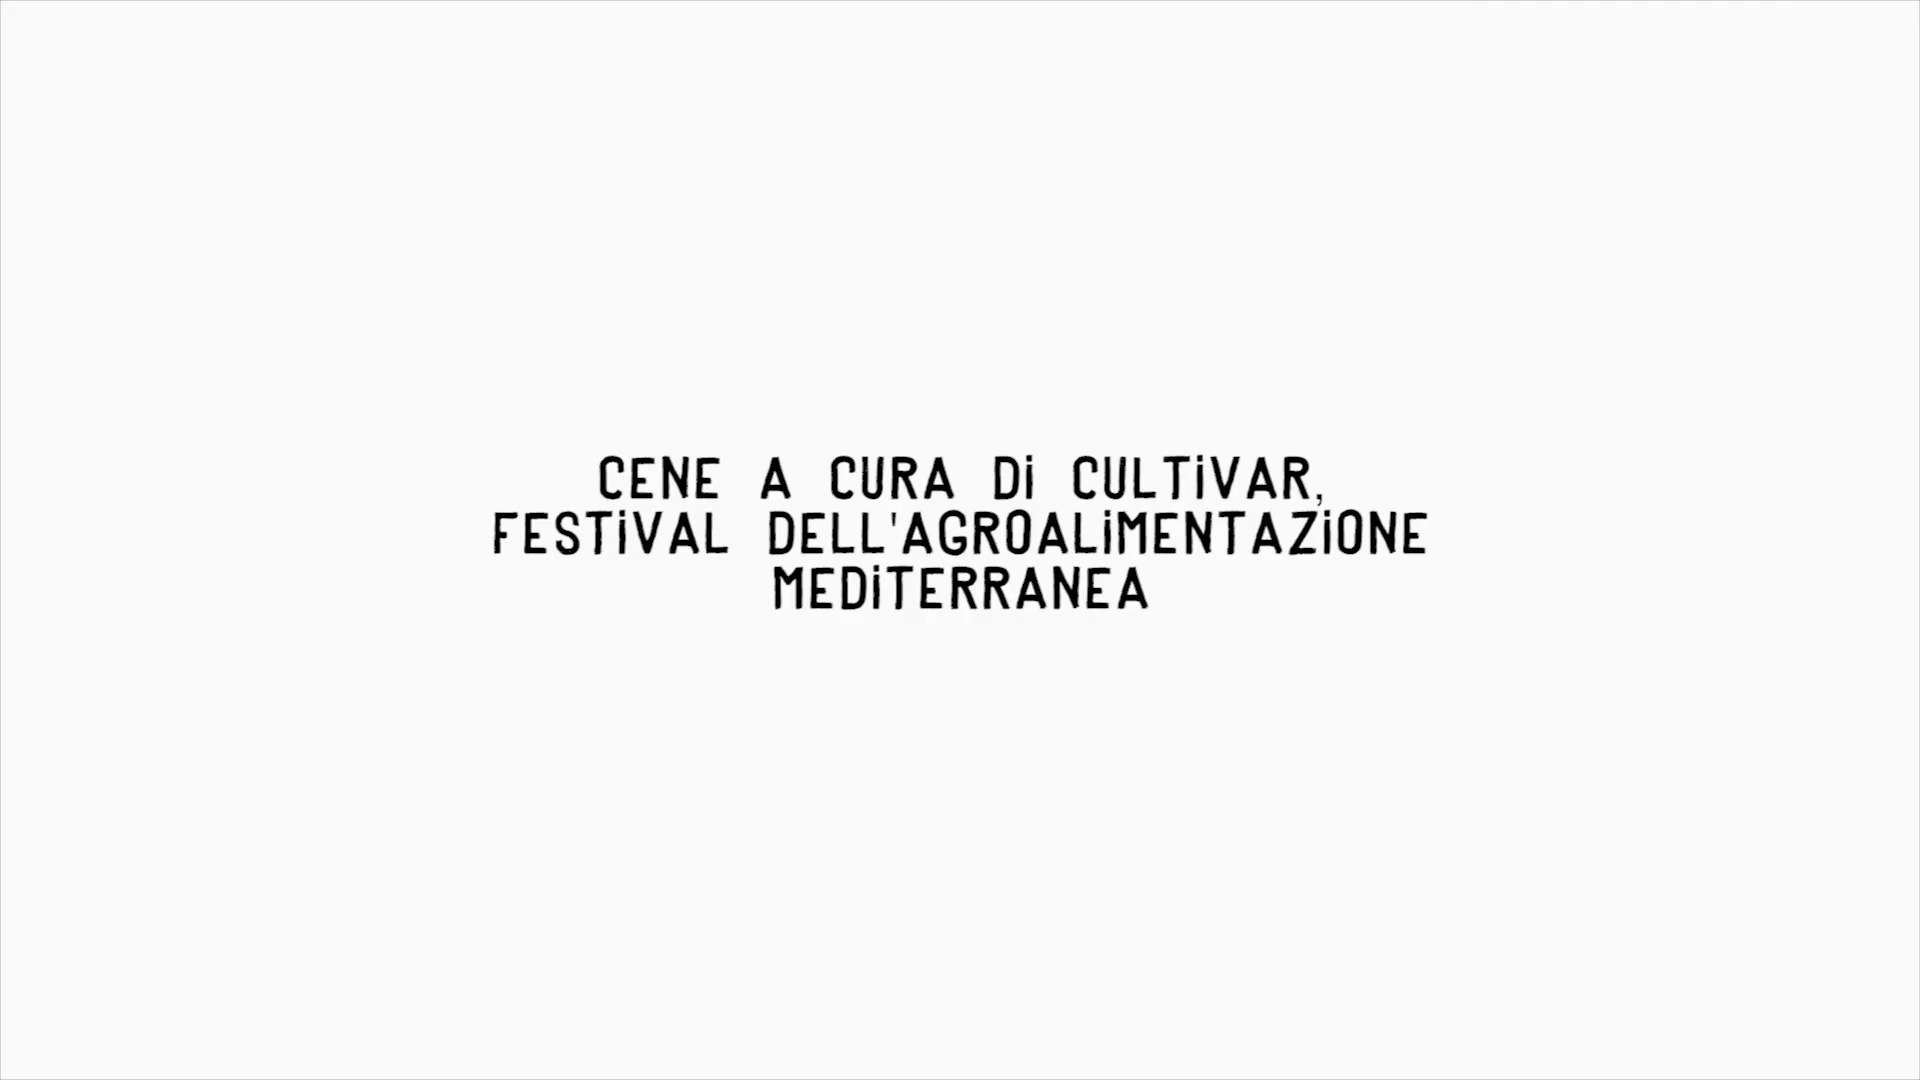 CENE A CURA Di CULTiVAR,
FESTiVAL DELL'AGROALiMENTAZiONE
MEDiTERRANEA